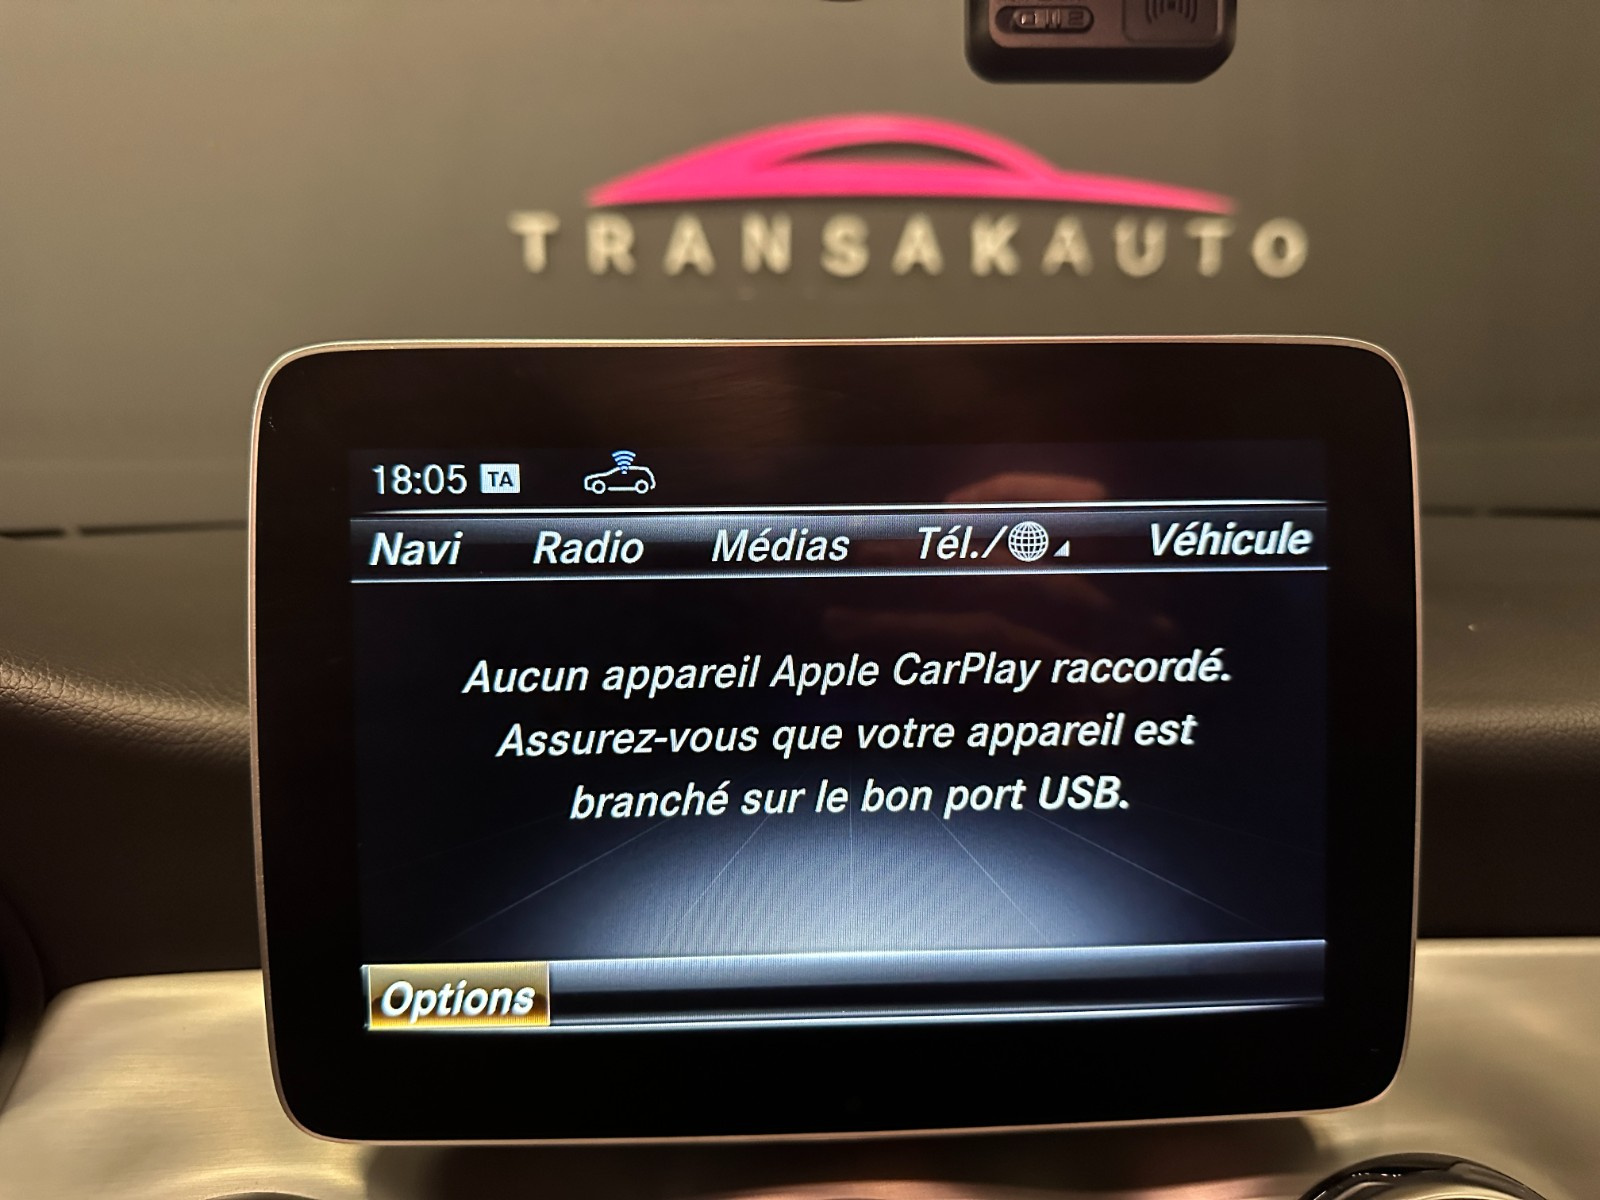 TRANSAKAUTO
18:05 TA
Navi Radio Médias Tél./ Véhicule
Aucun appareil Apple CarPlay raccordé.
Assurez-vous que votre appareil est
branché sur le bon port USB.
Options